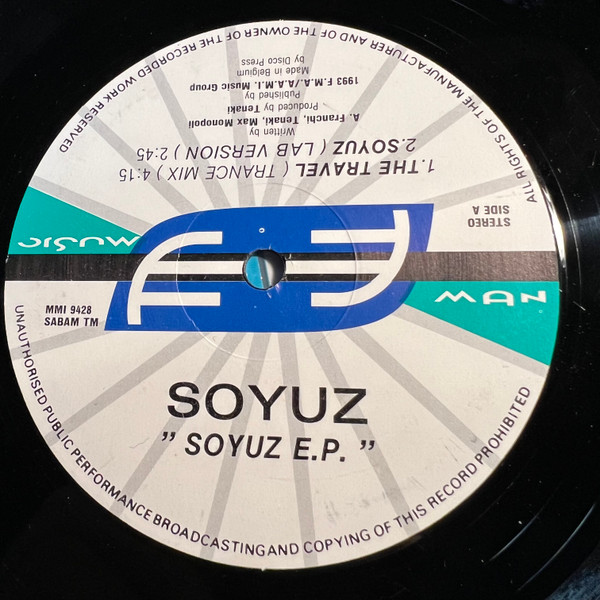 SOYUZ
" SOYUZ E.P. "
MMI 9428
SABAM TM
STEREO
SIDE A
MUSIC
MAN
1.THE TRAVEL ( TRANCE MIX ) 4:15
2.SOYUZ ( LAB VERSION ) 2:45
Written by
A. Franchi, Tenaki, Max Monopoli
Produced by Tenaki
Published by
1993 F.M.A./A.A.M.I. Music Group
Made in Belgium
by Disco Press
ALL RIGHTS OF THE MANUFACTURER AND OF THE OWNER OF THE RECORDED WORK RESERVED
UNAUTHORISED PUBLIC PERFORMANCE BROADCASTING AND COPYING OF THIS RECORD PROHIBITED